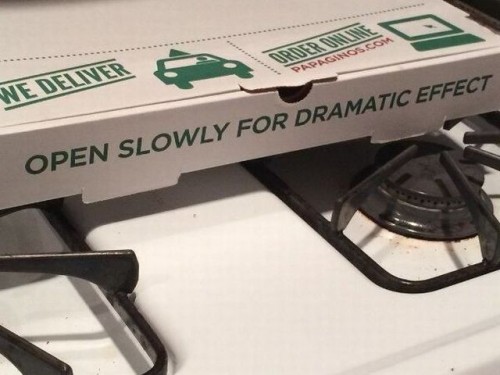 WE DELIVER
ORDER ONLINE
PAPAGINOS.COM
OPEN SLOWLY FOR DRAMATIC EFFECT